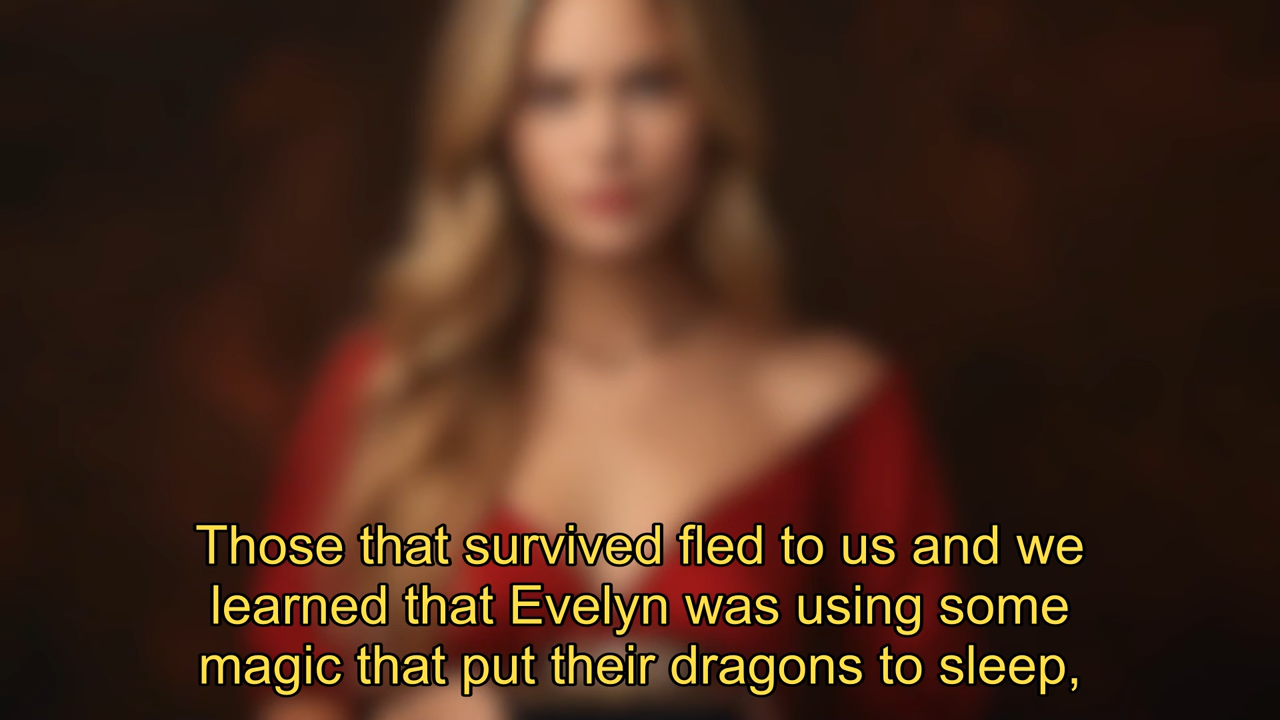 Those that survived fled to us and we
learned that Evelyn was using some
magic that put their dragons to sleep,